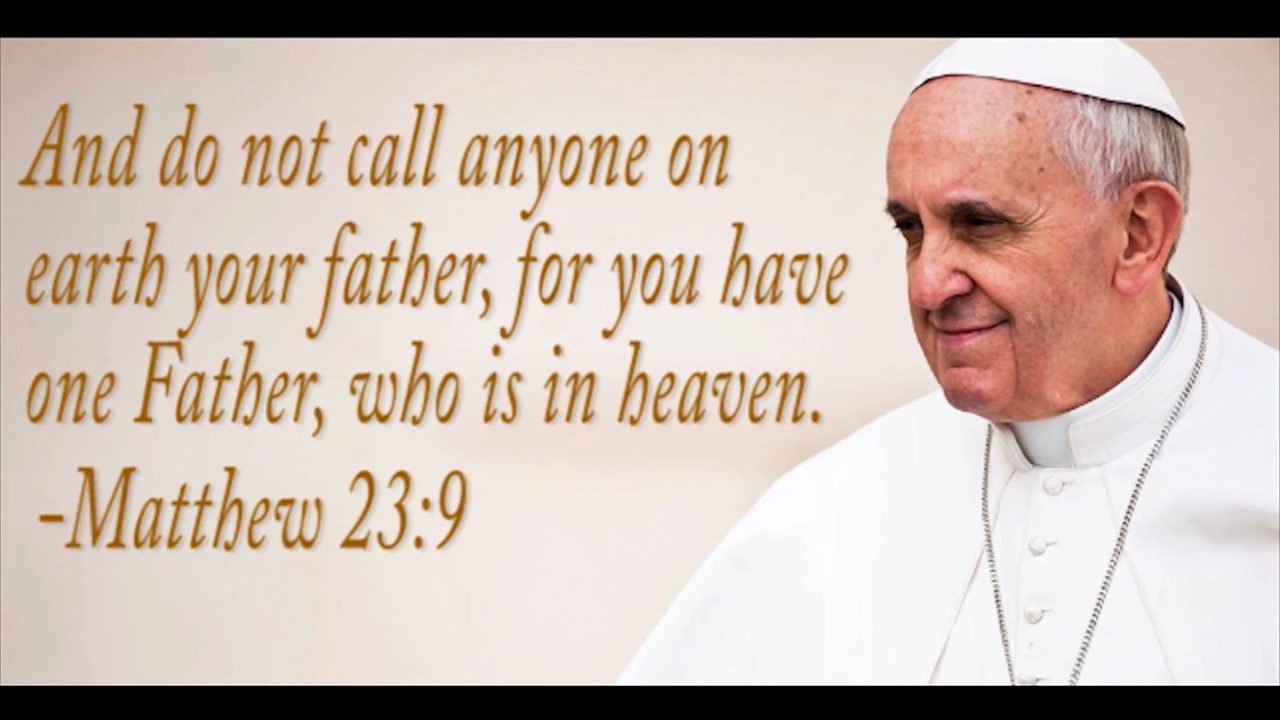 And do not call anyone on
earth your father, for you have
one Father, who is in heaven.
-Matthew 23:9